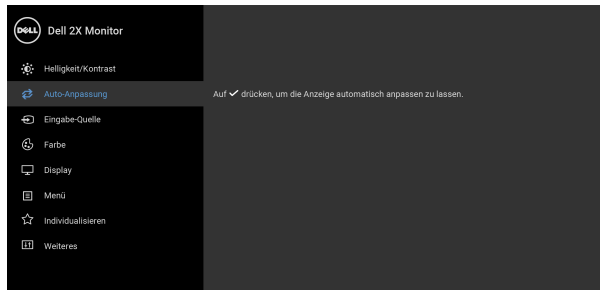 DELL
Dell 2X Monitor
Helligkeit/Kontrast
Auto-Anpassung
Auf ✓ drücken, um die Anzeige automatisch anpassen zu lassen.
Eingabe-Quelle
Farbe
Display
Menü
Individualisieren
Weiteres